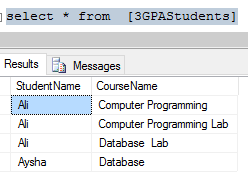 select * from [3GPAStudents]
Results Messages
StudentName CourseName
Ali Computer Programming
Ali Computer Programming Lab
Ali Database Lab
Aysha Database